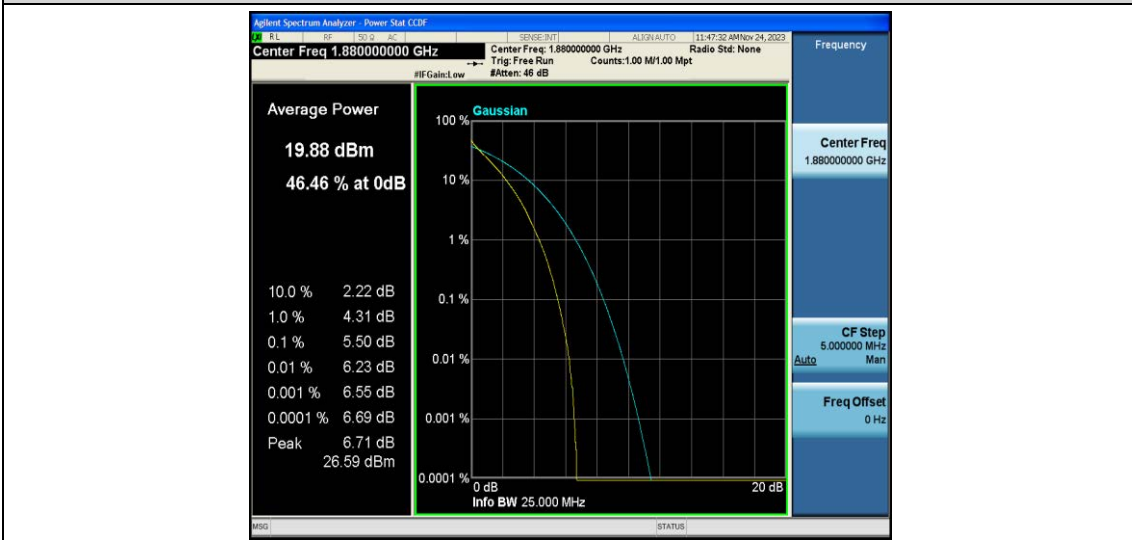 Agilent Spectrum Analyzer - Power Stat CCDF
LXI RL RF 50 Ω AC SENSE:INT ALIGNAUTO 11:47:32 AM Nov 24, 2023
Center Freq 1.880000000 GHz
Center Freq: 1.880000000 GHz Radio Std: None
Trig: Free Run Counts:1.00 M/1.00 Mpt
#IFGain:Low #Atten: 46 dB
Frequency
Average Power
19.88 dBm
46.46 % at 0dB
10.0 % 2.22 dB
1.0 % 4.31 dB
0.1 % 5.50 dB
0.01 % 6.23 dB
0.001 % 6.55 dB
0.0001 % 6.69 dB
Peak 6.71 dB
26.59 dBm
Gaussian
100 %
10 %
1 %
0.1 %
0.01 %
0.001 %
0.0001 %
0 dB 20 dB
Info BW 25.000 MHz
Center Freq
1.880000000 GHz
CF Step
5.000000 MHz
Auto Man
Freq Offset
0 Hz
MSG STATUS